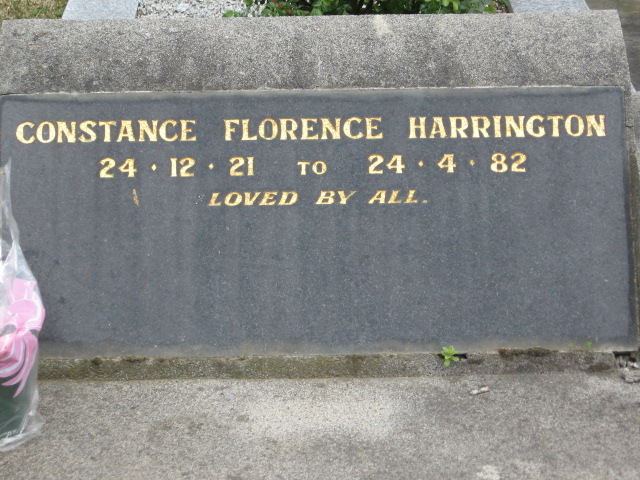 CONSTANCE FLORENCE HARRINGTON
24 · 12 · 21 TO 24 · 4 · 82
LOVED BY ALL.